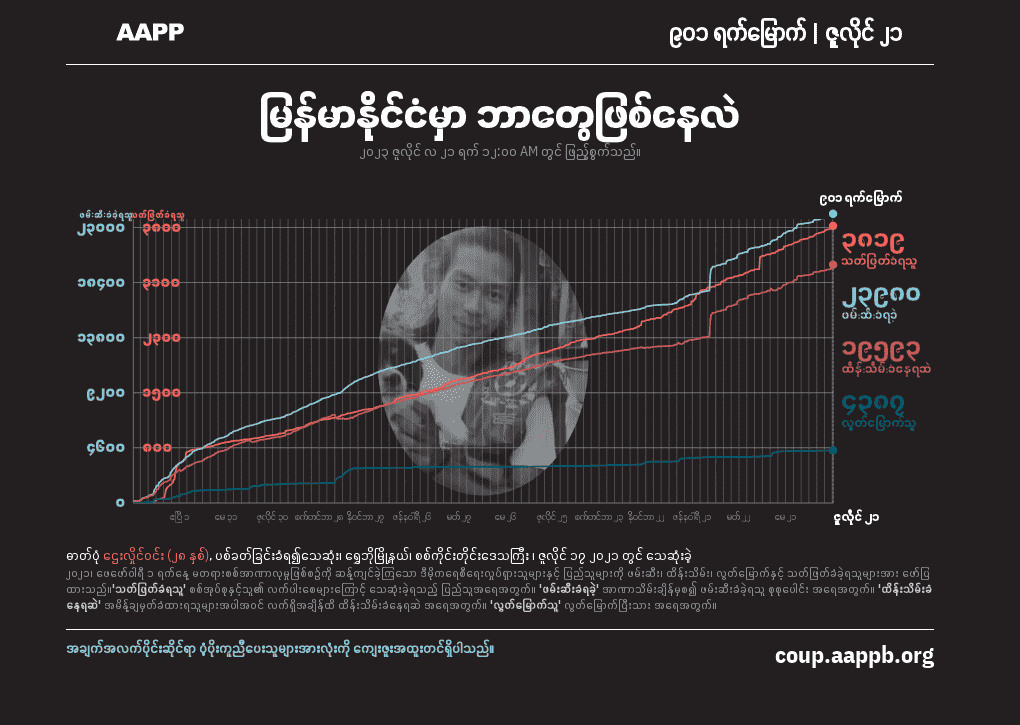 AAPP
၉၀၁ ရက်မြောက် | ဇူလိုင် ၂၁
မြန်မာနိုင်ငံမှာ ဘာတွေဖြစ်နေလဲ
၂၀၂၃ ဇူလိုင် လ ၂၁ ရက် ၁၂:၀၀ AM တွင် ဖြည့်စွက်သည်။
၉၀၁ ရက်မြောက်
ဖမ်းဆီးခံခဲ့ရသူ သတ်ဖြတ်ခံရသူ
၂၃၀၀၀ ၃၈၀၀
၁၈၄၀၀ ၃၁၀၀
၁၃၈၀၀ ၂၃၀၀
၉၂၀၀ ၁၅၀၀
၄၆၀၀ ၈၀၀
၀
၃၈၁၉
သတ်ဖြတ်ခံရသူ
၂၃၉၈၀
ဖမ်းဆီးခံရခဲ့
၁၉၅၉၃
ထိန်းသိမ်းခံနေရဆဲ
၄၃၈၇
လွတ်မြောက်သူ
ဧပြီ ၁ မေ ၃၁ ဇူလိုင် ၃၀ စက်တင်ဘာ ၂၈ နိုဝင်ဘာ ၂၇ ဇန်နဝါရီ ၂၆ မတ် ၂၇ မေ ၂၆ ဇူလိုင် ၂၅ စက်တင်ဘာ ၂၃ နိုဝင်ဘာ ၂၂ ဇန်နဝါရီ ၂၁ မတ် ၂၂ မေ ၂၁ ဇူလိုင် ၂၁
ဓာတ်ပုံ ငွေးလှိုင်ဝင်း (၂၈ နှစ်), ပစ်ခတ်ခြင်းခံရ၍သေဆုံး၊ ရွှေဘိုမြို့နယ်၊ စစ်ကိုင်းတိုင်းဒေသကြီး ၊ ဇူလိုင် ၁၇ ၂၀၂၁ တွင် သေဆုံးခဲ့
၂၀၂၁၊ ဖေဖော်ဝါရီ ၁ ရက်နေ့ မတရားစစ်အာဏာလုမှုဖြစ်စဥ်ကို ဆန့်ကျင်ခဲ့ကြသော ဒီမိုကရေစီရေးလှုပ်ရှားသူများနှင့် ပြည်သူများကို ဖမ်းဆီး၊ ထိန်းသိမ်း၊ လွတ်မြောက်နှင့် သတ်ဖြတ်ခံခဲ့ရသူများအား ဖော်ပြ
ထားသည်။'သတ်ဖြတ်ခံရသူ' စစ်အုပ်စုနှင့်သူ၏ လက်ပါးစေများကြောင့် သေဆုံးခဲ့ရသည့် ပြည်သူအရေအတွက်။ 'ဖမ်းဆီးခံရခဲ့' အာဏာသိမ်းချိန်မှစ၍ ဖမ်းဆီးခံခဲ့ရသူ စုစုပေါင်း အရေအတွက်။ 'ထိန်းသိမ်းခံ
နေရဆဲ' အမိန့်ချမှတ်ခံထားရသူများအပါအဝင် လက်ရှိအချိန်ထိ ထိန်းသိမ်းခံနေရဆဲ အရေအတွက်။ 'လွတ်မြောက်သူ' လွတ်မြောက်ပြီးသား အရေအတွက်။
အချက်အလက်ပိုင်းဆိုင်ရာ ပံ့ပိုးကူညီပေးသူများအားလုံးကို ကျေးဇူးအထူးတင်ရှိပါသည်။
coup.aappb.org